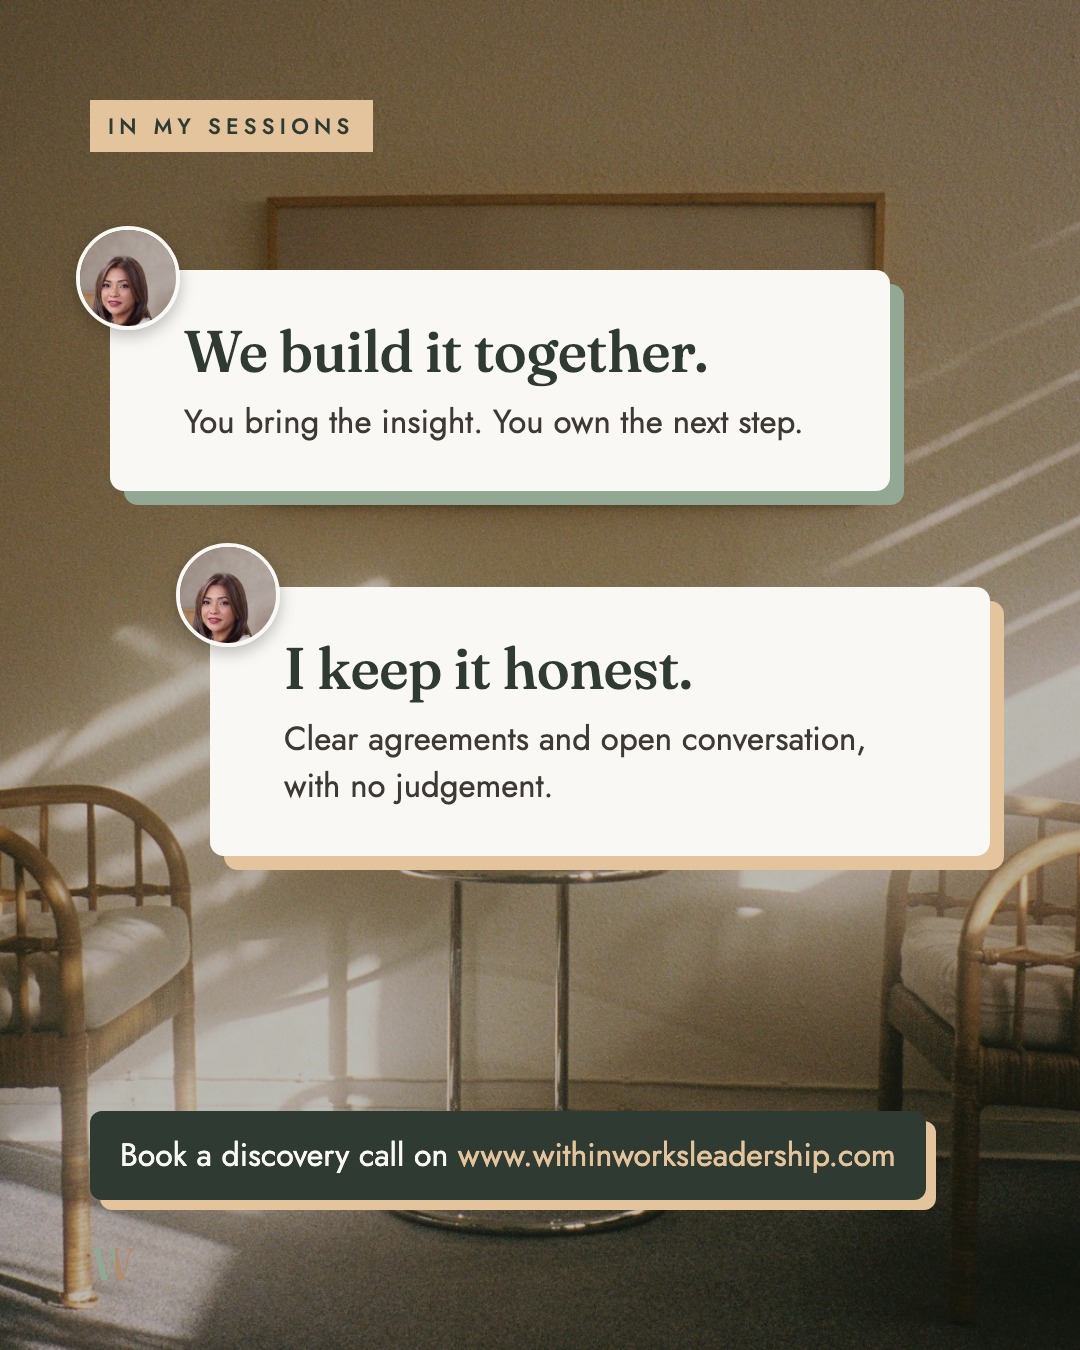 IN MY SESSIONS
We build it together.
You bring the insight. You own the next step.
I keep it honest.
Clear agreements and open conversation,
with no judgement.
Book a discovery call on www.withinworksleadership.com
W